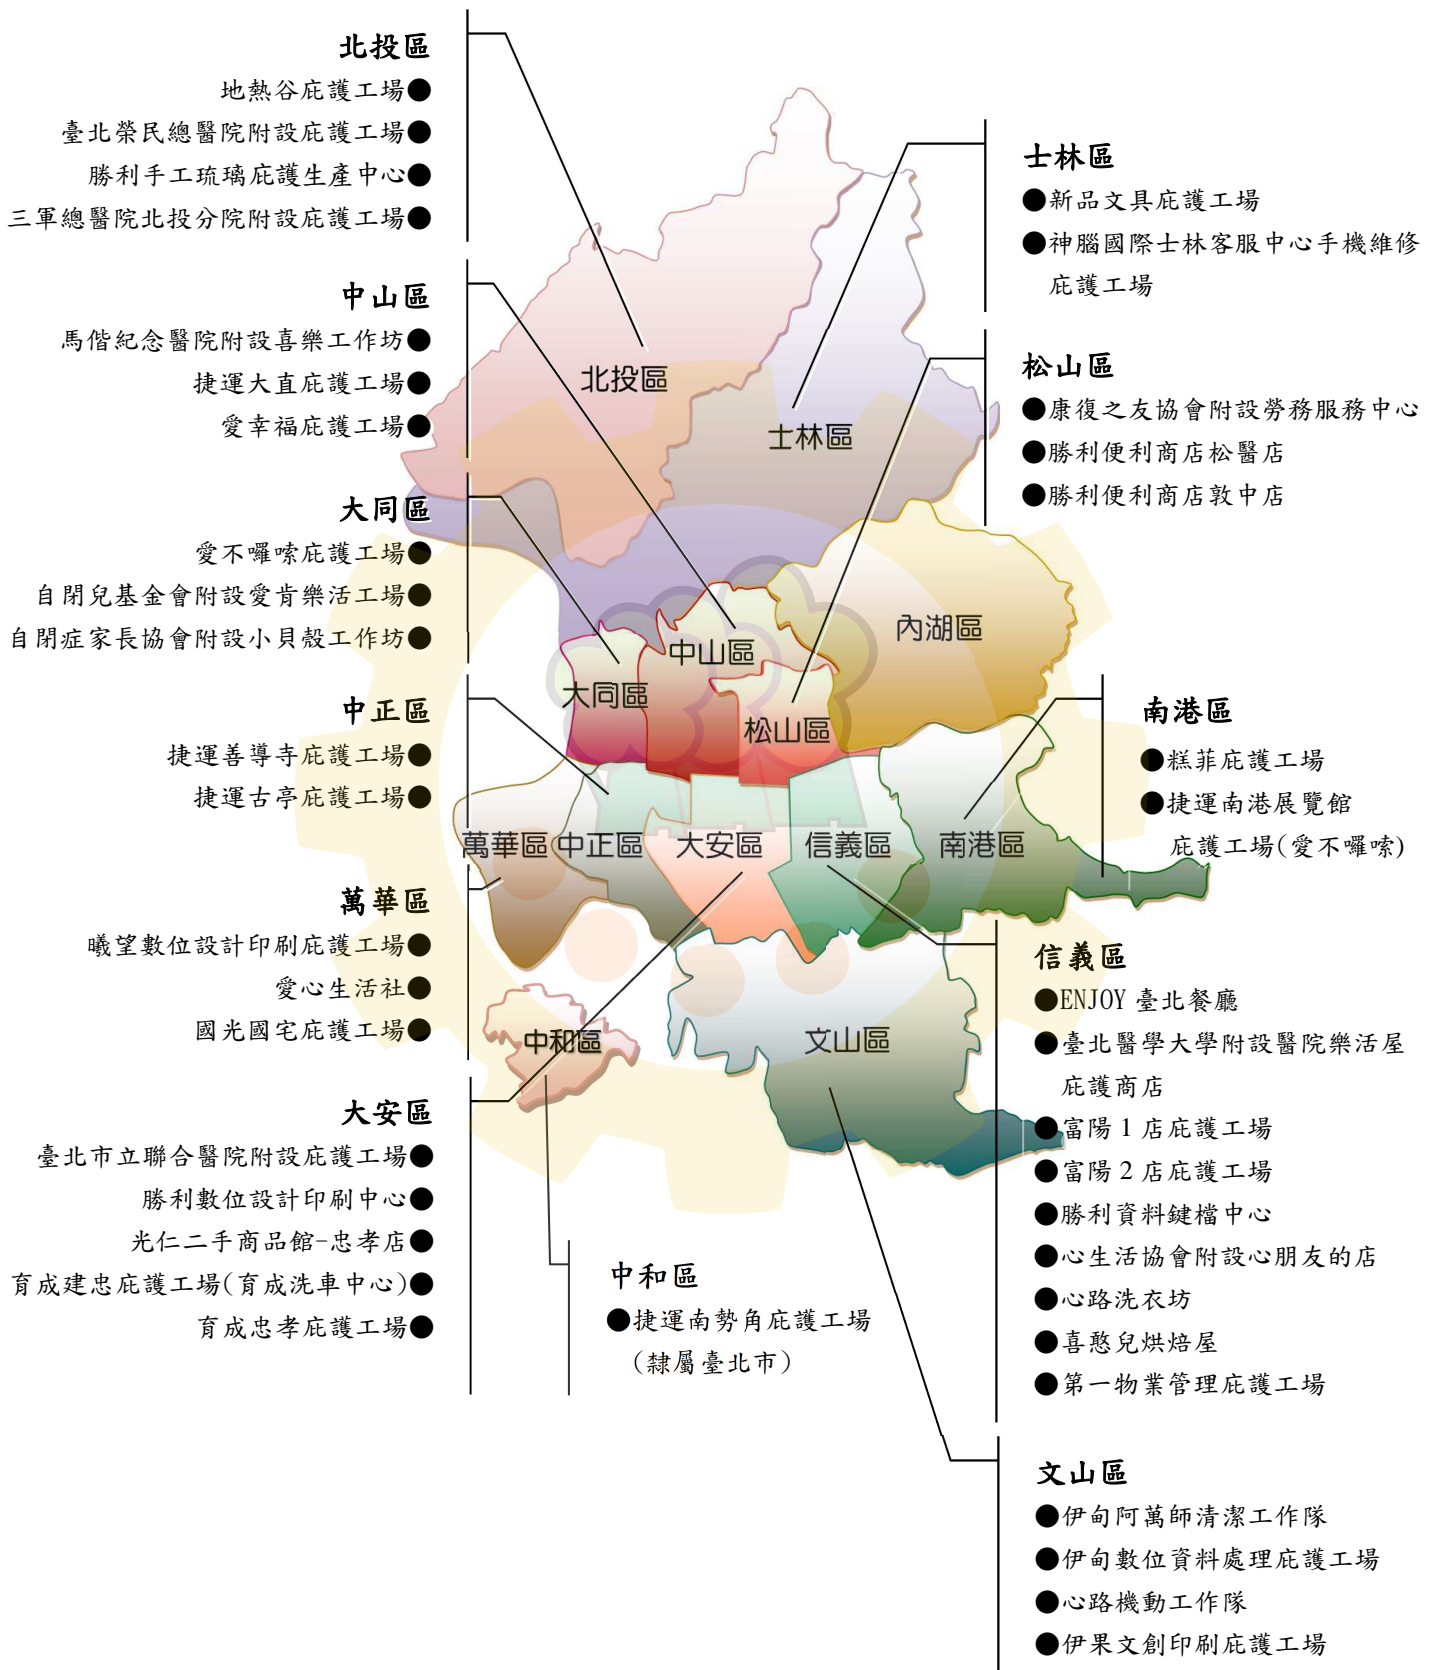 北投區
地熱谷庇護工場●
臺北榮民總醫院附設庇護工場●
勝利手工琉璃庇護生產中心●
三軍總醫院北投分院附設庇護工場●
中山區
馬偕紀念醫院附設喜樂工作坊●
捷運大直庇護工場●
愛幸福庇護工場●
大同區
愛不囉嗦庇護工場●
自閉兒基金會附設愛肯樂活工場●
自閉症家長協會附設小貝殼工作坊●
中正區
捷運善導寺庇護工場●
捷運古亭庇護工場●
萬華區
曦望數位設計印刷庇護工場●
愛心生活社●
國光國宅庇護工場●
大安區
臺北市立聯合醫院附設庇護工場●
勝利數位設計印刷中心●
光仁二手商品館-忠孝店●
育成建忠庇護工場(育成洗車中心)●
育成忠孝庇護工場●
北投區
士林區
內湖區
中山區
大同區
松山區
萬華區
中正區
大安區
信義區
南港區
中和區
文山區
士林區
●新品文具庇護工場
●神腦國際士林客服中心手機維修
庇護工場
松山區
●康復之友協會附設勞務服務中心
●勝利便利商店松醫店
●勝利便利商店敦中店
南港區
●糕菲庇護工場
●捷運南港展覽館
庇護工場(愛不囉嗦)
信義區
●ENJOY 臺北餐廳
●臺北醫學大學附設醫院樂活屋
庇護商店
●富陽 1 店庇護工場
●富陽 2 店庇護工場
●勝利資料鍵檔中心
●心生活協會附設心朋友的店
●心路洗衣坊
●喜憨兒烘焙屋
●第一物業管理庇護工場
中和區
●捷運南勢角庇護工場
(隸屬臺北市)
文山區
●伊甸阿萬師清潔工作隊
●伊甸數位資料處理庇護工場
●心路機動工作隊
●伊果文創印刷庇護工場